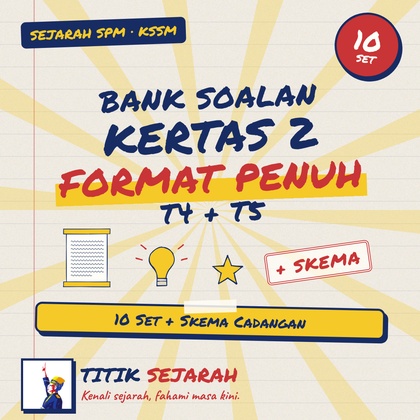 SEJARAH SPM · KSSM
10
SET
BANK SOALAN
KERTAS 2
FORMAT PENUH
T4 + T5
+ SKEMA
10 Set + Skema Cadangan
TITIK SEJARAH
Kenali sejarah, fahami masa kini.